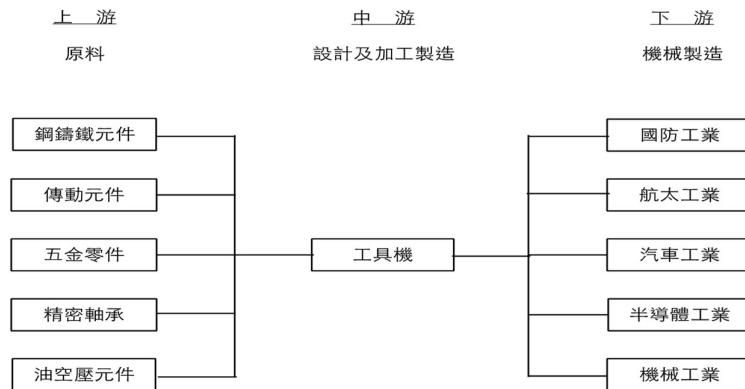 上 游
中 游
下 游
原料
設計及加工製造
機械製造
鋼鑄鐵元件
國防工業
傳動元件
航太工業
五金零件
工具機
汽車工業
精密軸承
半導體工業
油空壓元件
機械工業